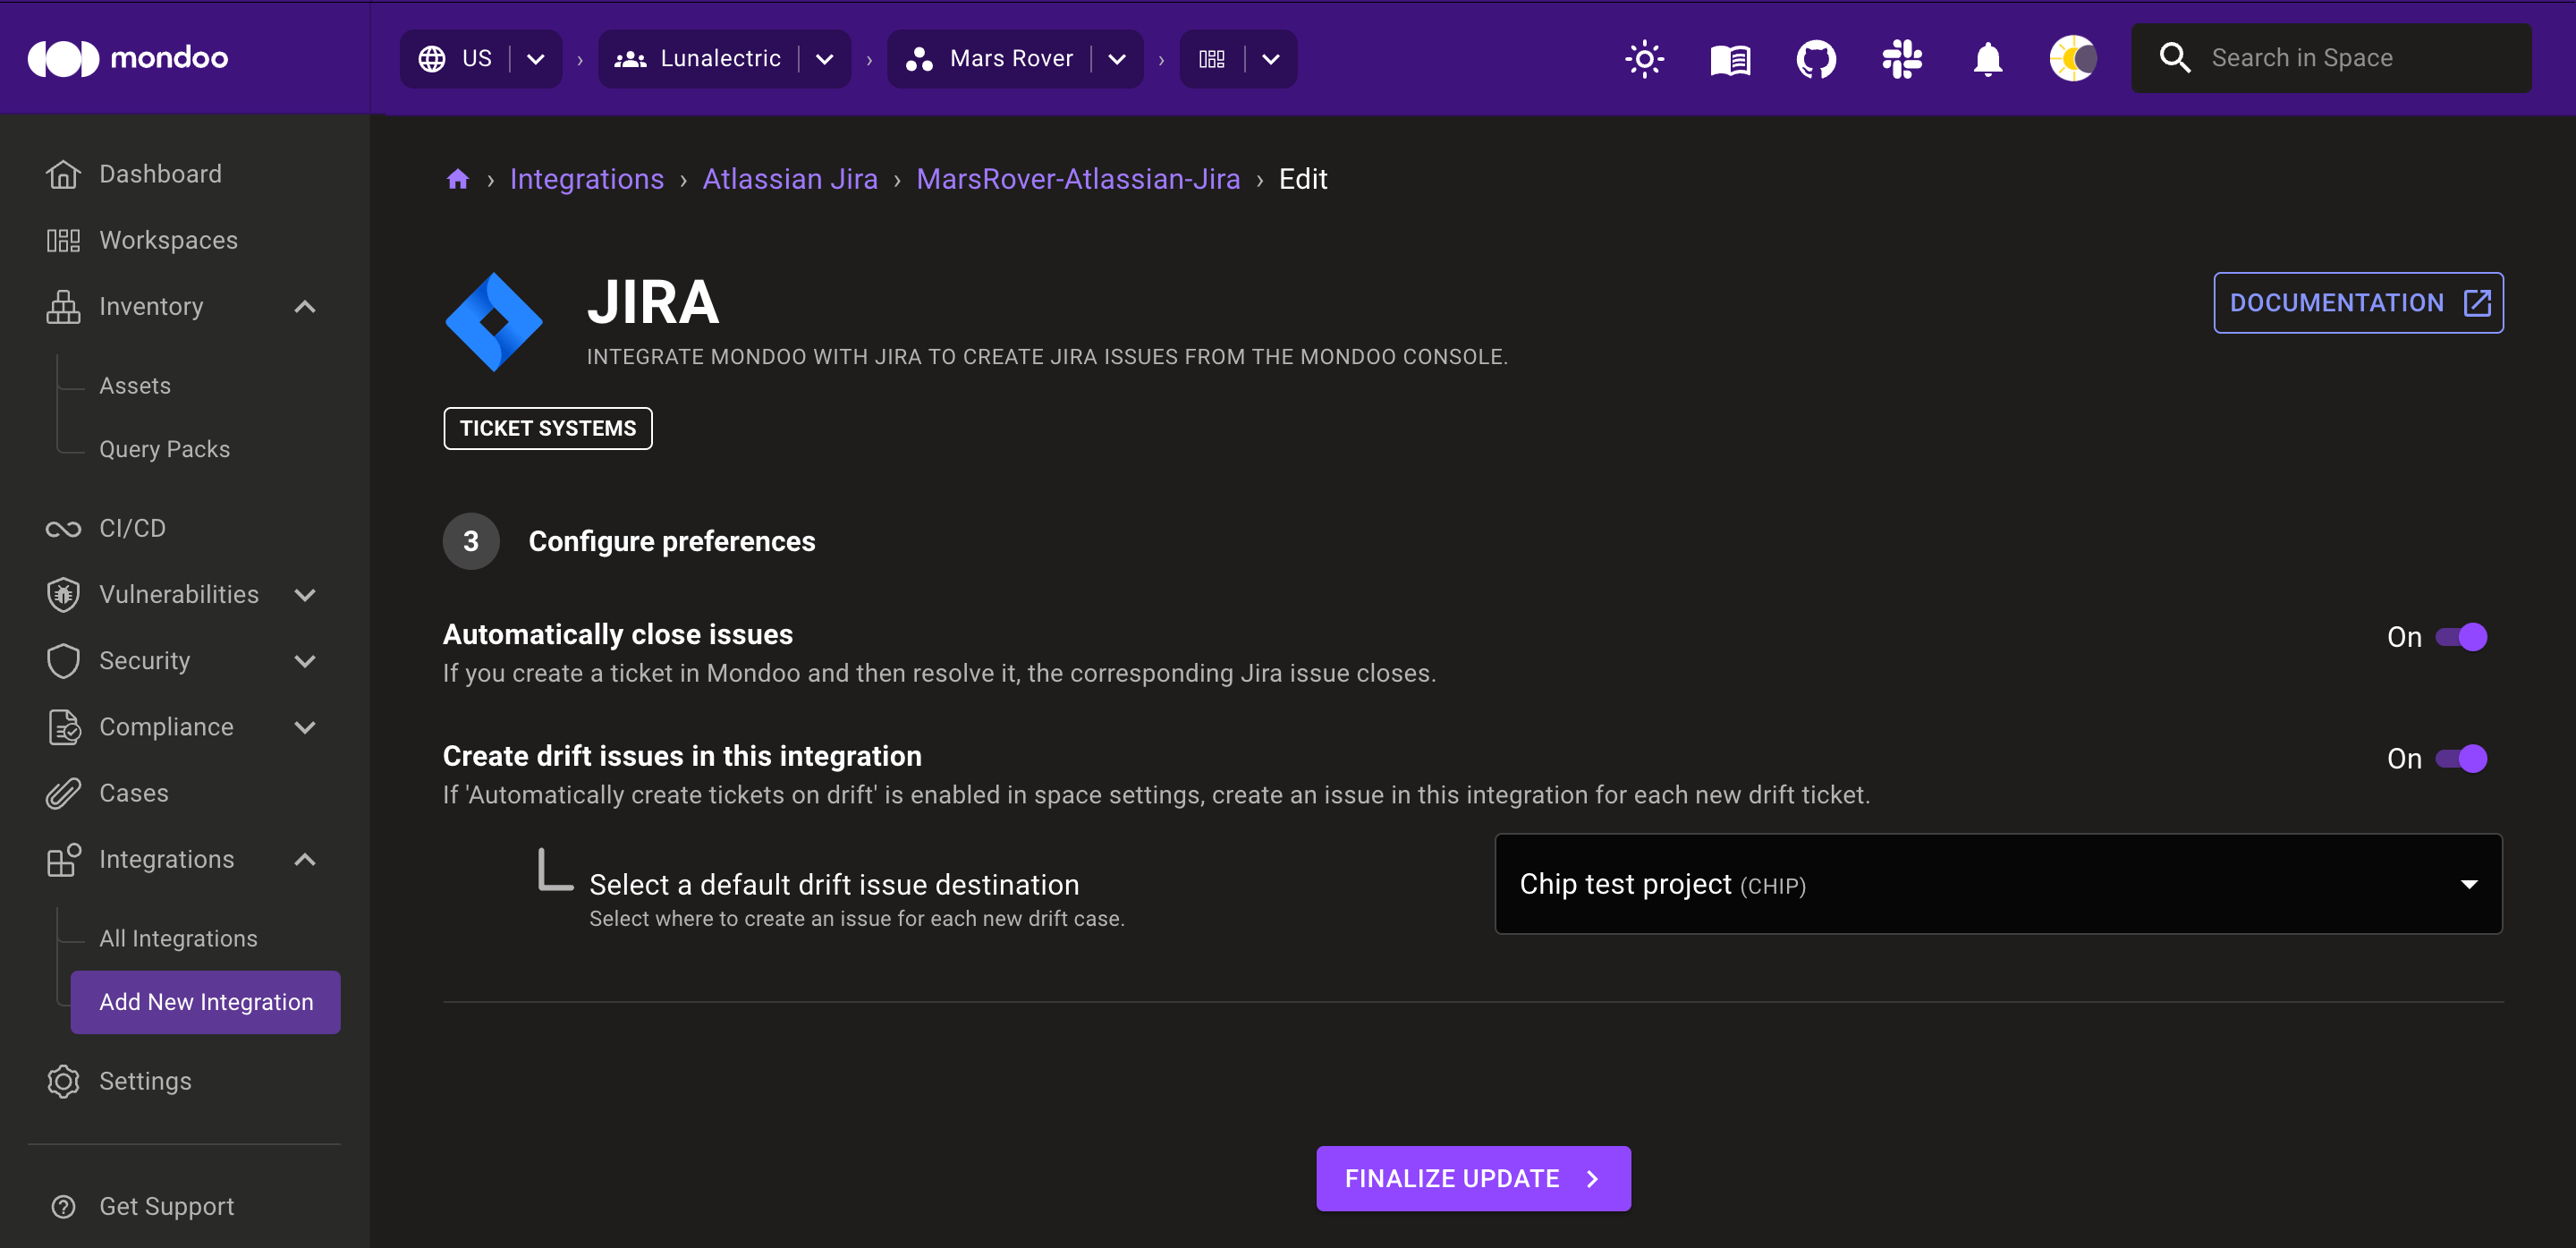 mondoo
US
Lunalectric
Mars Rover
Search in Space
Dashboard
Workspaces
Inventory
Assets
Query Packs
CI/CD
Vulnerabilities
Security
Compliance
Cases
Integrations
All Integrations
Add New Integration
Settings
Get Support
› Integrations › Atlassian Jira › MarsRover-Atlassian-Jira › Edit
JIRA
INTEGRATE MONDOO WITH JIRA TO CREATE JIRA ISSUES FROM THE MONDOO CONSOLE.
DOCUMENTATION
TICKET SYSTEMS
3 Configure preferences
Automatically close issues
If you create a ticket in Mondoo and then resolve it, the corresponding Jira issue closes.
On
Create drift issues in this integration
If 'Automatically create tickets on drift' is enabled in space settings, create an issue in this integration for each new drift ticket.
On
Select a default drift issue destination
Select where to create an issue for each new drift case.
Chip test project (CHIP)
FINALIZE UPDATE